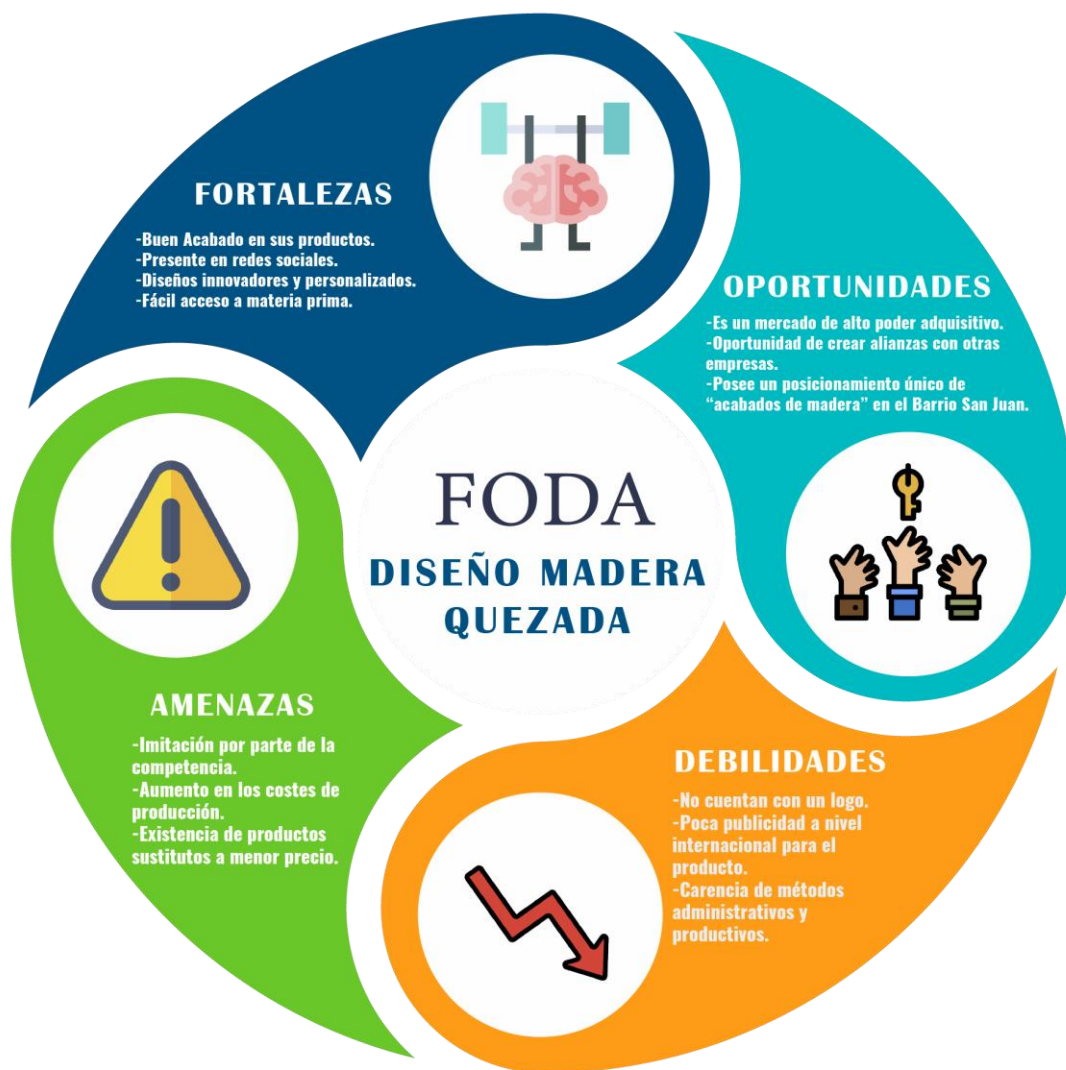 FORTALEZAS
-Buen Acabado en sus productos.
-Presente en redes sociales.
-Diseños innovadores y personalizados.
-Fácil acceso a materia prima.
OPORTUNIDADES
-Es un mercado de alto poder adquisitivo.
-Oportunidad de crear alianzas con otras
empresas.
-Posee un posicionamiento único de
“acabados de madera” en el Barrio San Juan.
FODA
DISEÑO MADERA
QUEZADA
AMENAZAS
-Imitación por parte de la
competencia.
-Aumento en los costes de
producción.
-Existencia de productos
sustitutos a menor precio.
DEBILIDADES
-No cuentan con un logo.
-Poca publicidad a nivel
internacional para el
producto.
-Carencia de métodos
administrativos y
productivos.